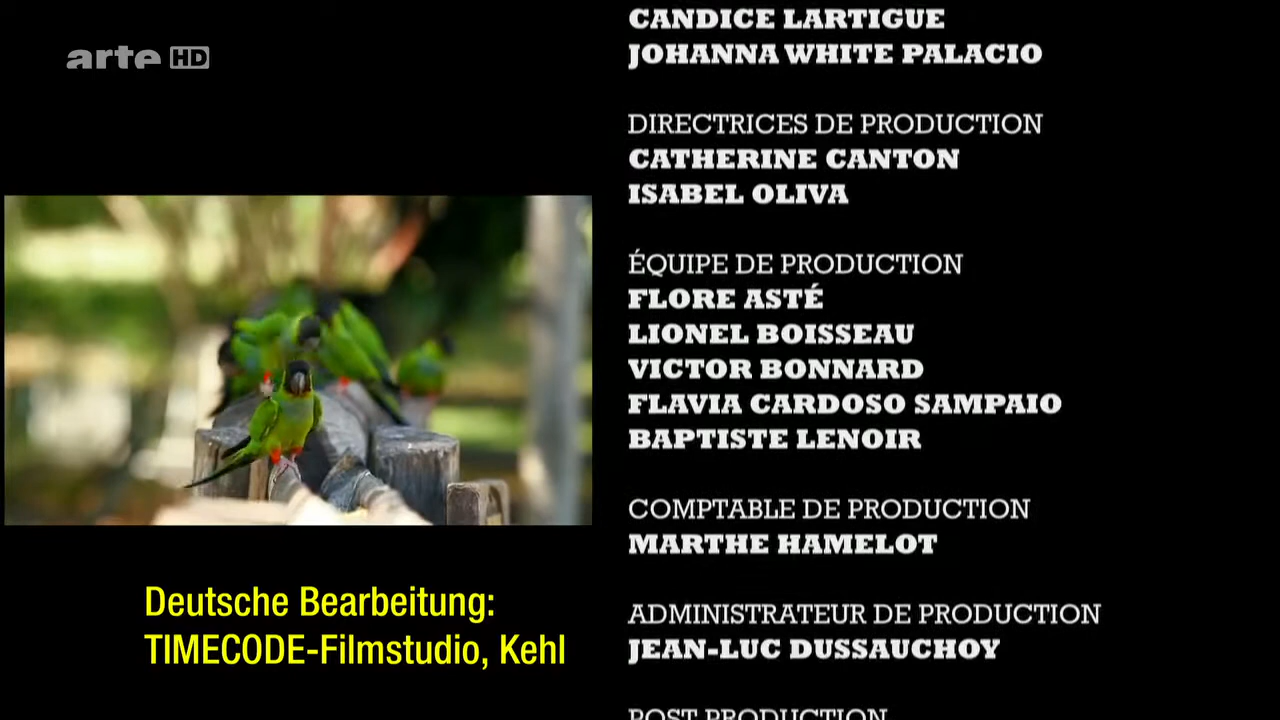 arte HD
CANDICE LARTIGUE
JOHANNA WHITE PALACIO
DIRECTRICES DE PRODUCTION
CATHERINE CANTON
ISABEL OLIVA
ÉQUIPE DE PRODUCTION
FLORE ASTÉ
LIONEL BOISSEAU
VICTOR BONNARD
FLAVIA CARDOSO SAMPAIO
BAPTISTE LENOIR
COMPTABLE DE PRODUCTION
MARTHE HAMELOT
ADMINISTRATEUR DE PRODUCTION
JEAN-LUC DUSSAUCHOY
POST PRODUCTION
Deutsche Bearbeitung:
TIMECODE-Filmstudio, Kehl